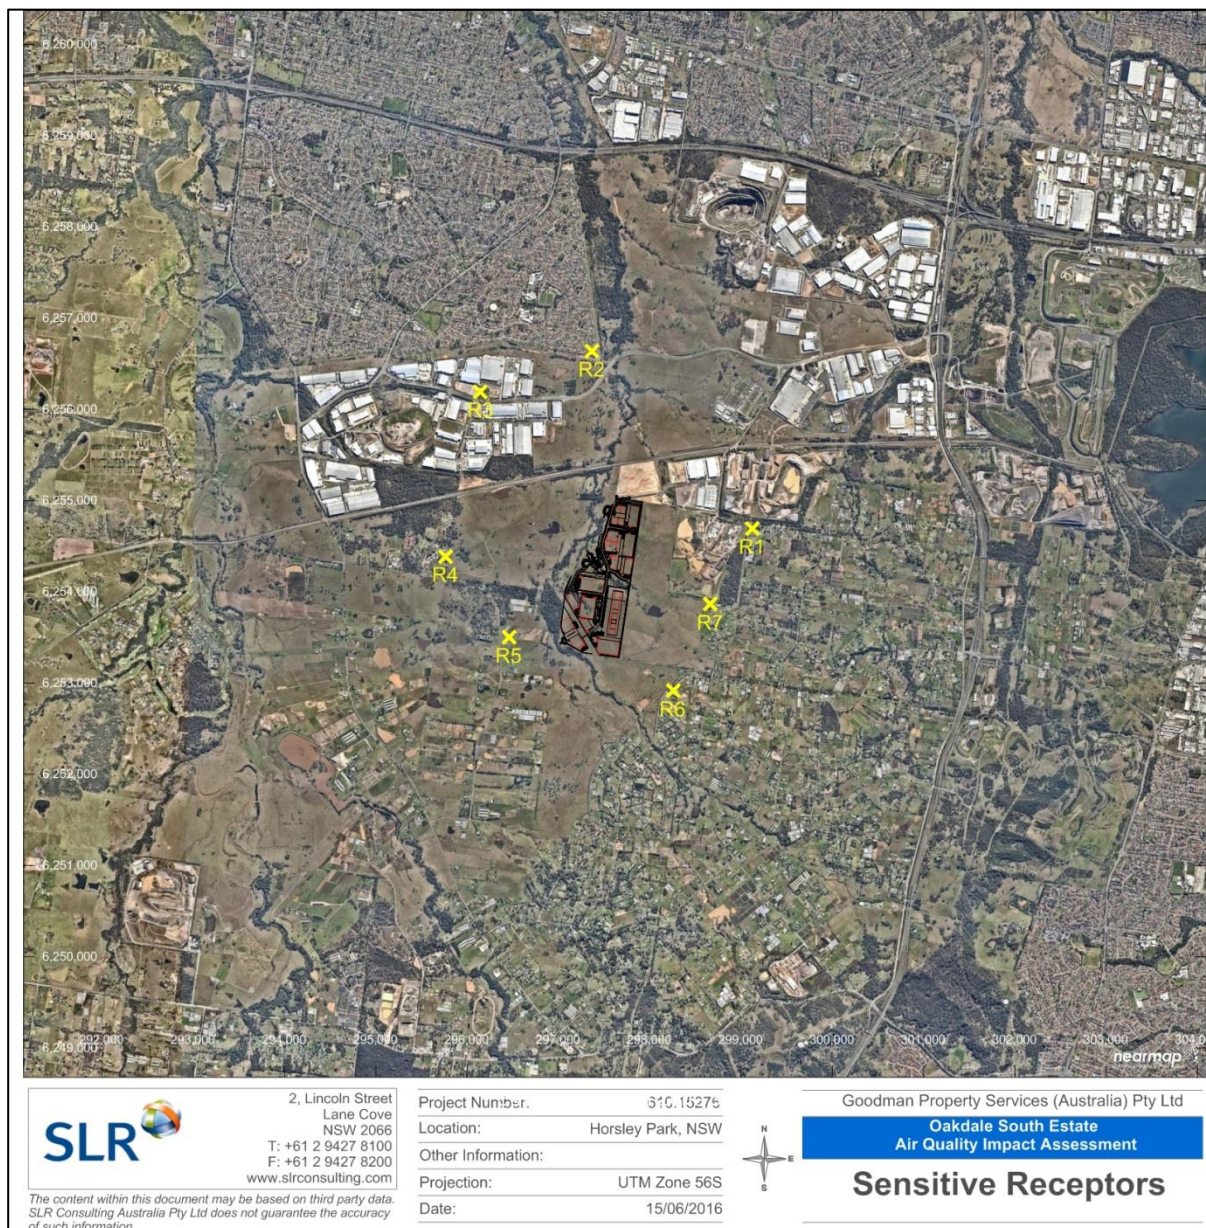 6,260,000
6,259,000
6,258,000
6,257,000
R2
R3
6,256,000
6,255,000
R1
R4
6,254,000
R7
R5
6,253,000
R6
6,252,000
6,251,000
6,250,000
6,249,000
292,000 293,000 294,000 295,000 296,000 297,000 298,000 299,000 300,000 301,000 302,000 303,000
nearmap
SLR
2, Lincoln Street
Lane Cove
NSW 2066
T: +61 2 9427 8100
F: +61 2 9427 8200
www.slrconsulting.com
The content within this document may be based on third party data.
SLR Consulting Australia Pty Ltd does not guarantee the accuracy
of such information.
Project Number:
Location: Horsley Park, NSW
Other Information:
Projection: UTM Zone 56S
Date: 15/06/2016
N
E
S
Goodman Property Services (Australia) Pty Ltd
Oakdale South Estate
Air Quality Impact Assessment
Sensitive Receptors